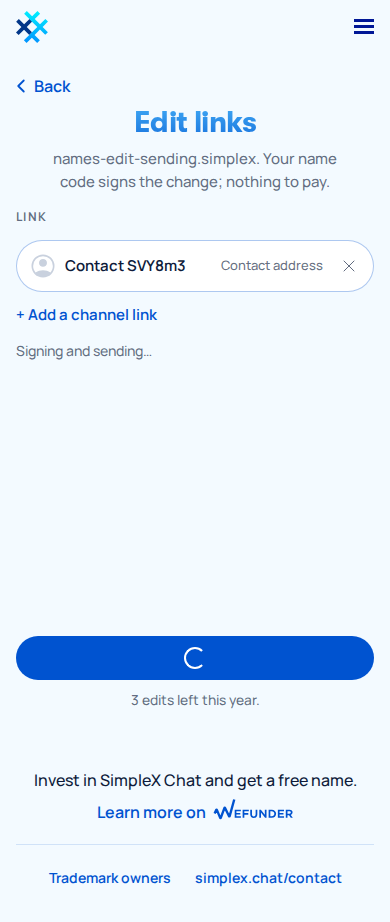 Back
Edit links
names-edit-sending.simplex. Your name
code signs the change; nothing to pay.
LINK
Contact SVY8m3 Contact address
+ Add a channel link
Signing and sending...
3 edits left this year.
Invest in SimpleX Chat and get a free name.
Learn more on WEFUNDER
Trademark owners simplex.chat/contact